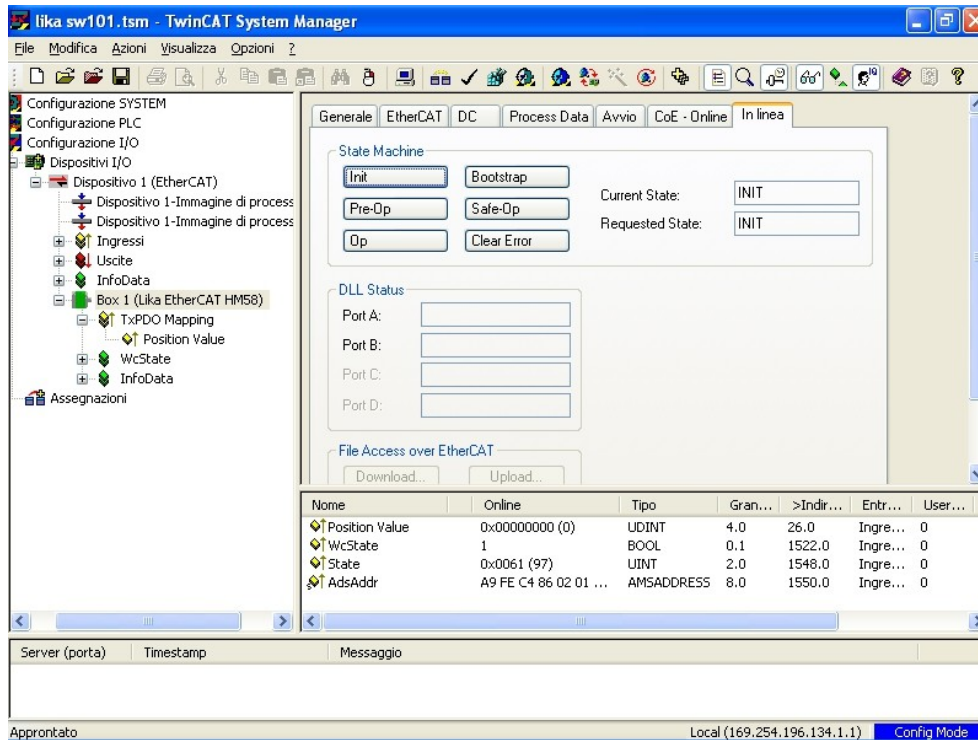 lika sw101.tsm - TwinCAT System Manager
File Modifica Azioni Visualizza Opzioni ?
Configurazione SYSTEM
Configurazione PLC
Configurazione I/O
Dispositivi I/O
Dispositivo 1 (EtherCAT)
Dispositivo 1-Immagine di process
Dispositivo 1-Immagine di process
Ingressi
Uscite
InfoData
Box 1 (Lika EtherCAT HM58)
TxPDO Mapping
Position Value
WcState
InfoData
Assegnazioni
Generale EtherCAT DC Process Data Avvio CoE - Online In linea
State Machine
Init Bootstrap
Pre-Op Safe-Op
Op Clear Error
Current State: INIT
Requested State: INIT
DLL Status
Port A:
Port B:
Port C:
Port D:
File Access over EtherCAT
Download... Upload...
Nome Online Tipo Gran... >Indir... Entr... User...
Position Value 0x00000000 (0) UDINT 4.0 26.0 Ingre... 0
WcState 1 BOOL 0.1 1522.0 Ingre... 0
State 0x0061 (97) UINT 2.0 1548.0 Ingre... 0
AdsAddr A9 FE C4 86 02 01 ... AMSADDRESS 8.0 1550.0 Ingre... 0
Server (porta) Timestamp Messaggio
Approntato Local (169.254.196.134.1.1) Config Mode